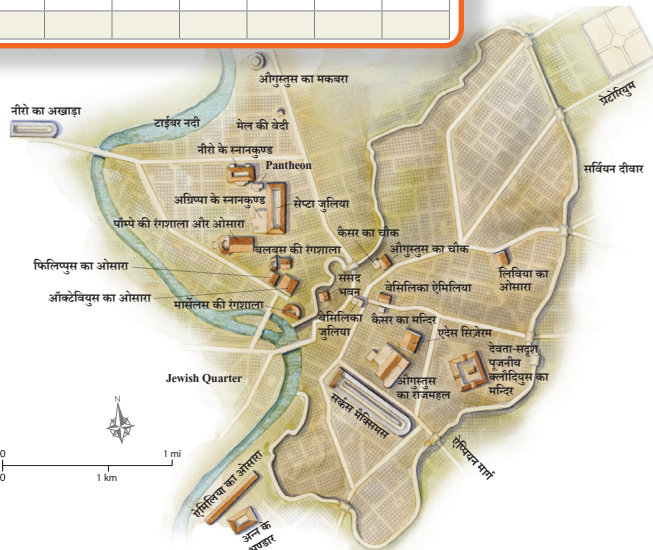 औगुस्तुस का मकबरा
नीरो का अखाड़ा
टाईबर नदी
मेल की वेदी
प्रेटोरियुम
नीरो के स्नानकुण्ड
Pantheon
सर्वियन दीवार
अग्रिप्पा के स्नानकुण्ड
सेप्टा जुलिया
पॉम्पे की रंगशाला और ओसारा
कैसर का चौक
बलबुस की रंगशाला
औगुस्तुस का चौक
फिलिप्पुस का ओसारा
संसद
भवन
लिविया का
ओसारा
ऑक्टेवियुस का ओसारा
मार्सेलस की रंगशाला
बेसिलिका ऐमिलिया
बेसिलिका
जुलिया
कैसर का मन्दिर
एदेस सिज़ेरम
देवता-सदृश
पूजनीय
क्लौदियुस का
मन्दिर
Jewish Quarter
औगुस्तुस
का राजमहल
सर्कस मैक्सिमस
N
ऐप्पियन मार्ग
0
1 mi
0
1 km
ऐमिलिया का ओसारा
अन्न के
भण्डार